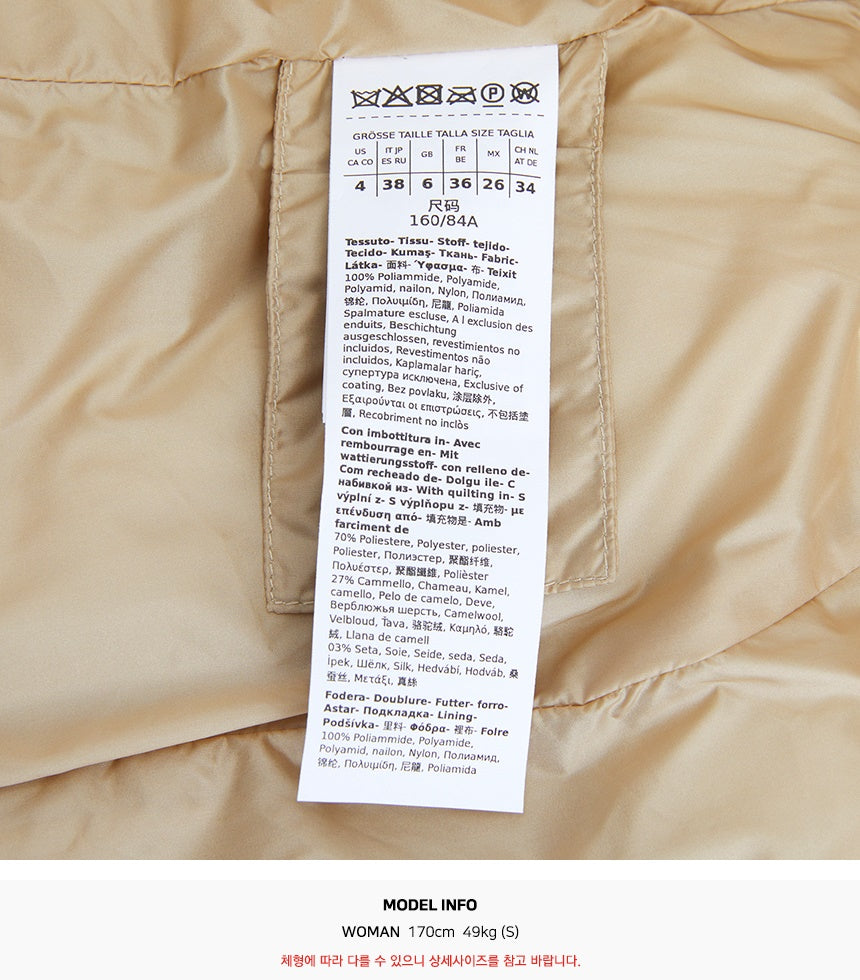 GRÖSSE TAILLE TALLA SIZE TAGLIA
US CA CO | IT JP ES RU | GB | FR BE | MX | CH NL AT DE
4 | 38 | 6 | 36 | 26 | 34
尺码
160/84A
Tessuto- Tissu- Stoff- tejido-
Tecido- Kumaş- Ткань- Fabric-
Látka- 面料- Ύφασμα- 布- Teixit
100% Poliammide, Polyamide,
Polyamid, nailon, Nylon, Полиамид,
锦纶, Πολυιμίδη, 尼龍, Poliamida
Spalmature escluse, A l exclusion des
enduits, Beschichtung
ausgeschlossen, revestimientos no
incluidos, Revestimentos não
incluidos, Kaplamalar hariç,
супертура исключена, Exclusive of
coating, Bez povlaku, 涂层除外,
Εξαιρούνται οι επιστρώσεις, 不包括塗
層, Recobriment no inclòs
Con imbottitura in- Avec
rembourrage en- Mit
wattierungsstoff- con relleno de-
Com recheado de- Dolgu ile- С
набивкой из- With quilting in- S
výplní z- S výplňopu z- 填充物- με
επένδυση από- 填充物是- Amb
farciment de
70% Poliestere, Polyester, poliester,
Poliester, Полиэстер, 聚酯纤维,
Πολυέστερ, 聚酯纖維, Polièster
27% Cammello, Chameau, Kamel,
camello, Pelo de camelo, Deve,
Верблюжья шерсть, Camelwool,
Velbloud, Ťava, 骆驼绒, Καμηλό, 駱駝
絨, Llana de camell
03% Seta, Soie, Seide, seda, Seda,
İpek, Шёлк, Silk, Hedvábí, Hodváb, 桑
蚕丝, Μετάξι, 真絲
Fodera- Doublure- Futter- forro-
Astar- Подкладка- Lining-
Podšívka- 里料- Φόδρα- 裡布- Folre
100% Poliammide, Polyamide,
Polyamid, nailon, Nylon, Полиамид,
锦纶, Πολυιμίδη, 尼龍, Poliamida
MODEL INFO
WOMAN 170cm 49kg (S)
체형에 따라 다를 수 있으니 상세사이즈를 참고 바랍니다.